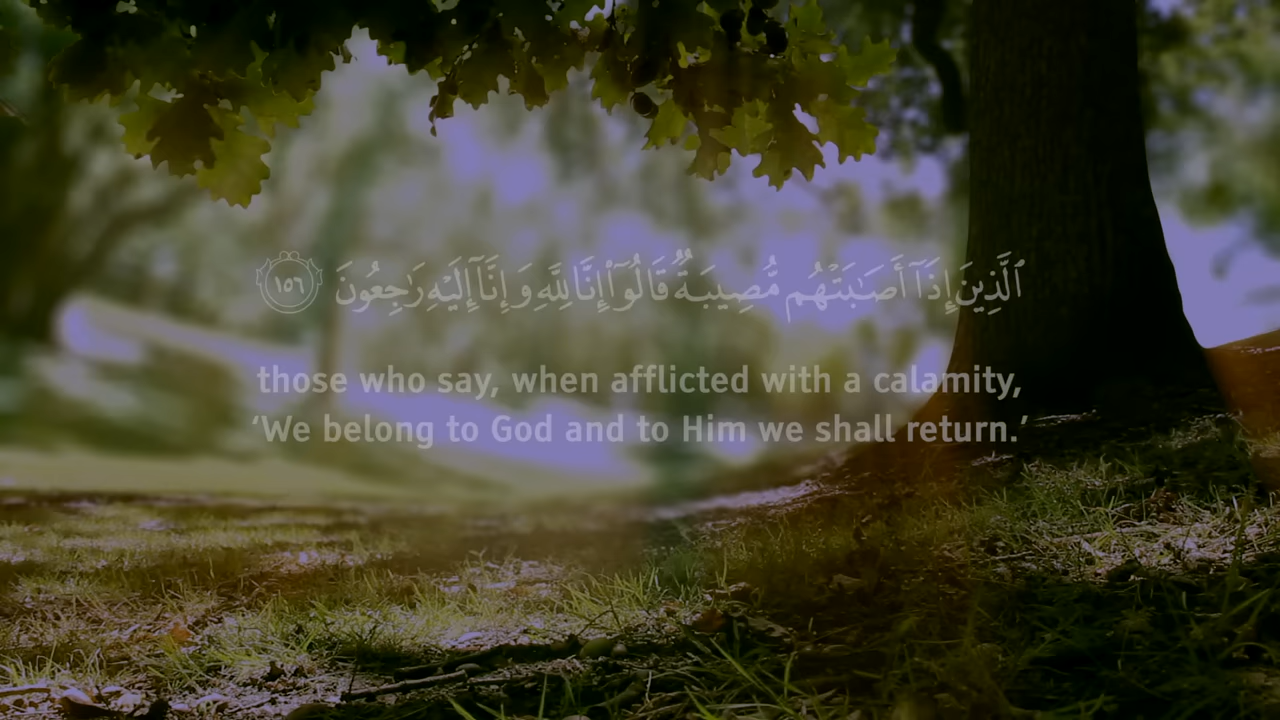 ٱلَّذِينَ إِذَآ أَصَٰبَتْهُم مُّصِيبَةٌ قَالُوٓا۟ إِنَّا لِلَّهِ وَإِنَّآ إِلَيْهِ رَٰجِعُونَ ١٥٦
those who say, when afflicted with a calamity,
‘We belong to God and to Him we shall return.’